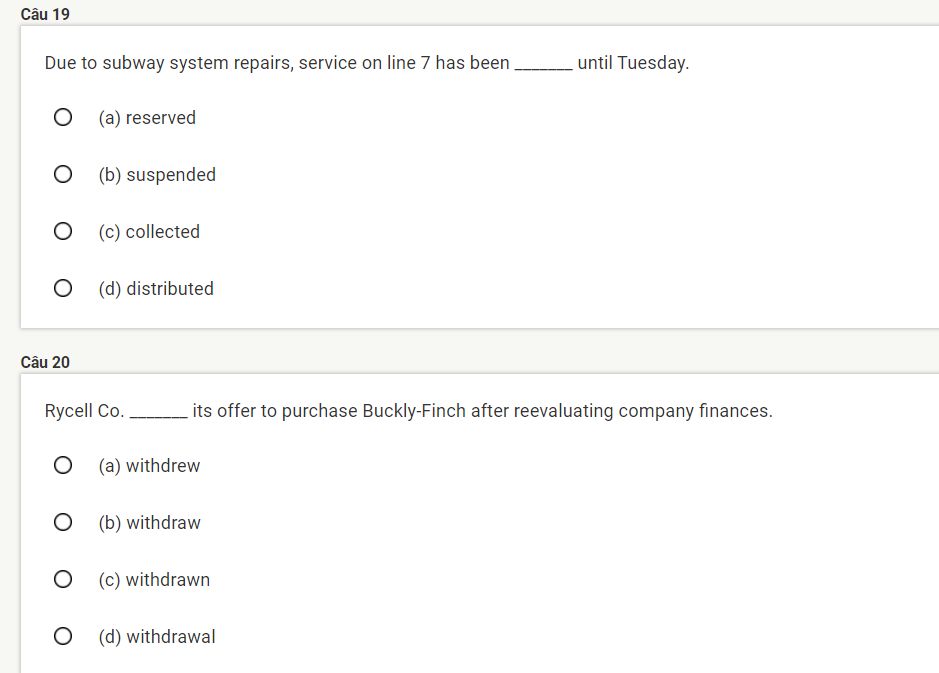 Câu 19
Due to subway system repairs, service on line 7 has been _______ until Tuesday.
(a) reserved
(b) suspended
(c) collected
(d) distributed
Câu 20
Rycell Co. _______ its offer to purchase Buckly-Finch after reevaluating company finances.
(a) withdrew
(b) withdraw
(c) withdrawn
(d) withdrawal